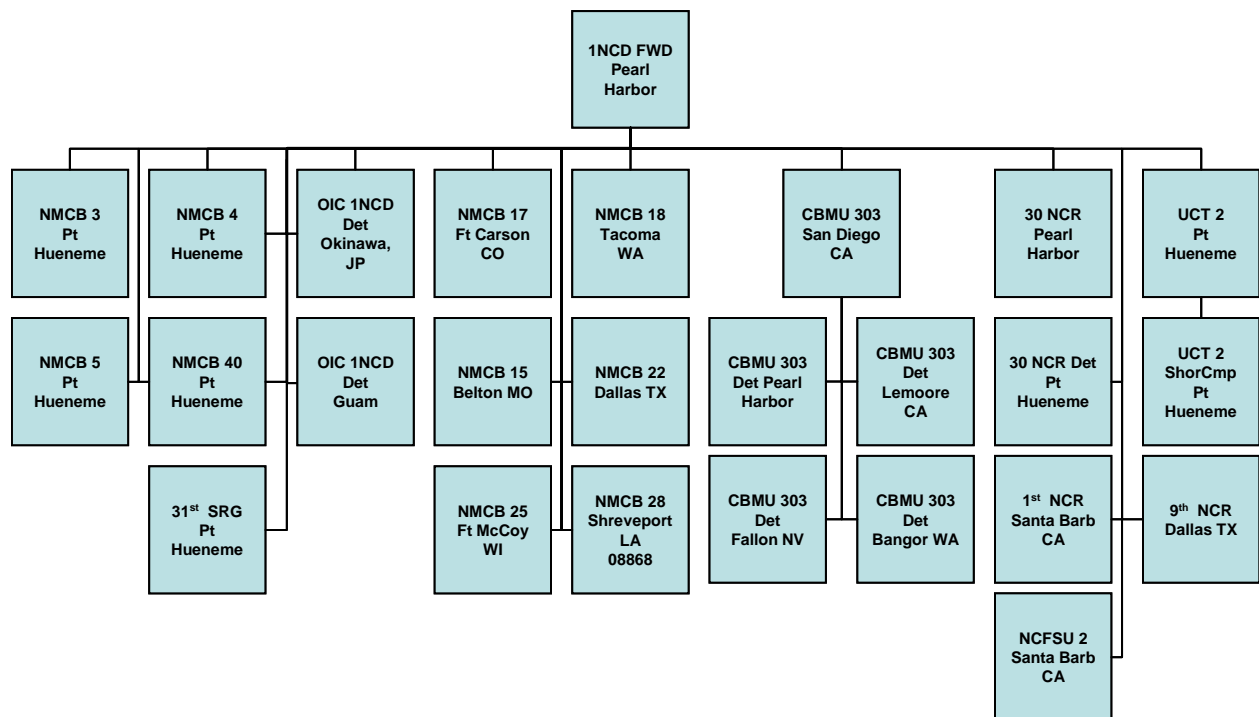 1NCD FWD
Pearl
Harbor
NMCB 3
Pt
Hueneme
NMCB 4
Pt
Hueneme
OIC 1NCD
Det
Okinawa,
JP
NMCB 17
Ft Carson
CO
NMCB 18
Tacoma
WA
CBMU 303
San Diego
CA
30 NCR
Pearl
Harbor
UCT 2
Pt
Hueneme
NMCB 5
Pt
Hueneme
NMCB 40
Pt
Hueneme
OIC 1NCD
Det
Guam
NMCB 15
Belton MO
NMCB 22
Dallas TX
CBMU 303
Det Pearl
Harbor
CBMU 303
Det
Lemoore
CA
30 NCR Det
Pt
Hueneme
UCT 2
ShorCmp
Pt
Hueneme
31st SRG
Pt
Hueneme
NMCB 25
Ft McCoy
WI
NMCB 28
Shreveport
LA
08868
CBMU 303
Det
Fallon NV
CBMU 303
Det
Bangor WA
1st NCR
Santa Barb
CA
9th NCR
Dallas TX
NCFSU 2
Santa Barb
CA